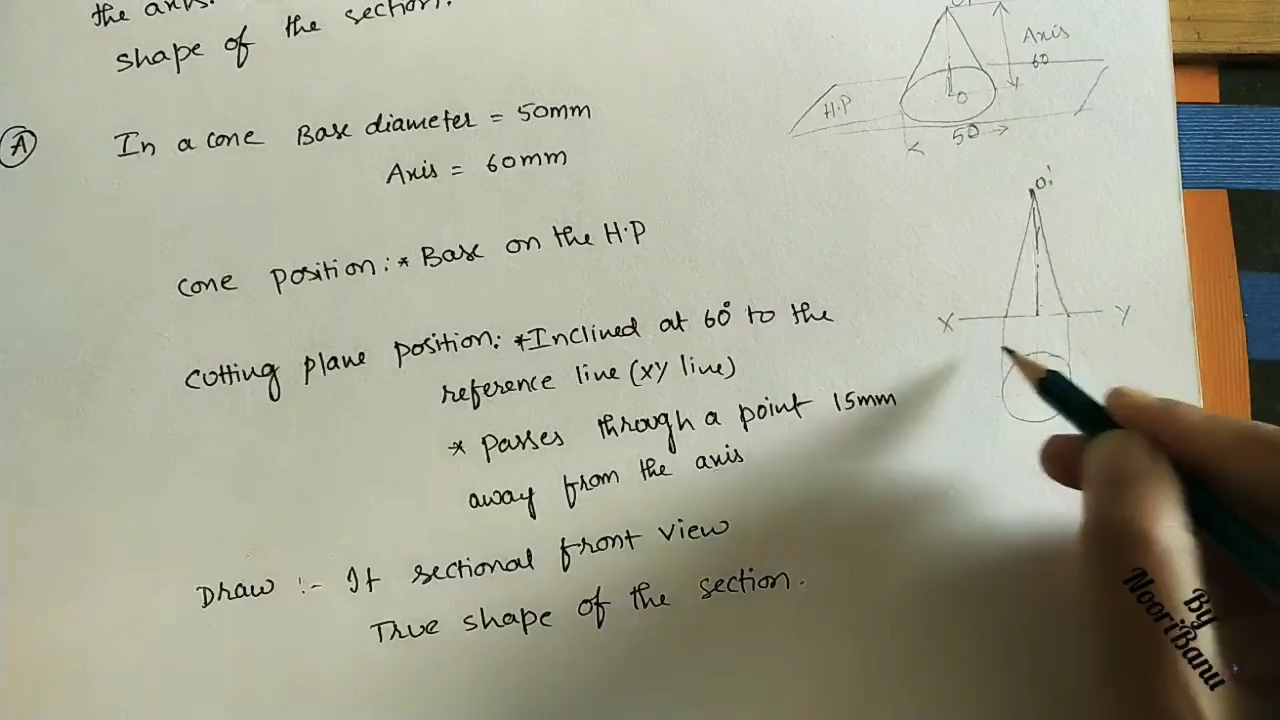 the axis.
shape of the section.
A In a cone Base diameter = 50mm
Axis = 60mm
cone position: * Base on the H.P
cutting plane position: * Inclined at 60° to the
reference line (xy line)
* passes through a point 15mm
away from the axis
Draw :- It sectional front view
True shape of the section.
Axis
60
H.P
O
50
O'
X Y
By
NooriBanu